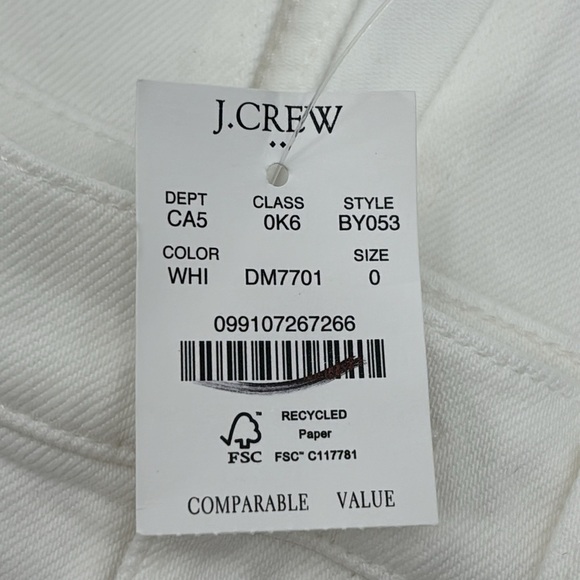 J.CREW
DEPT CLASS STYLE
CA5 0K6 BY053
COLOR SIZE
WHI DM7701 0
099107267266
RECYCLED
Paper
FSC™ FSC™ C117781
COMPARABLE VALUE